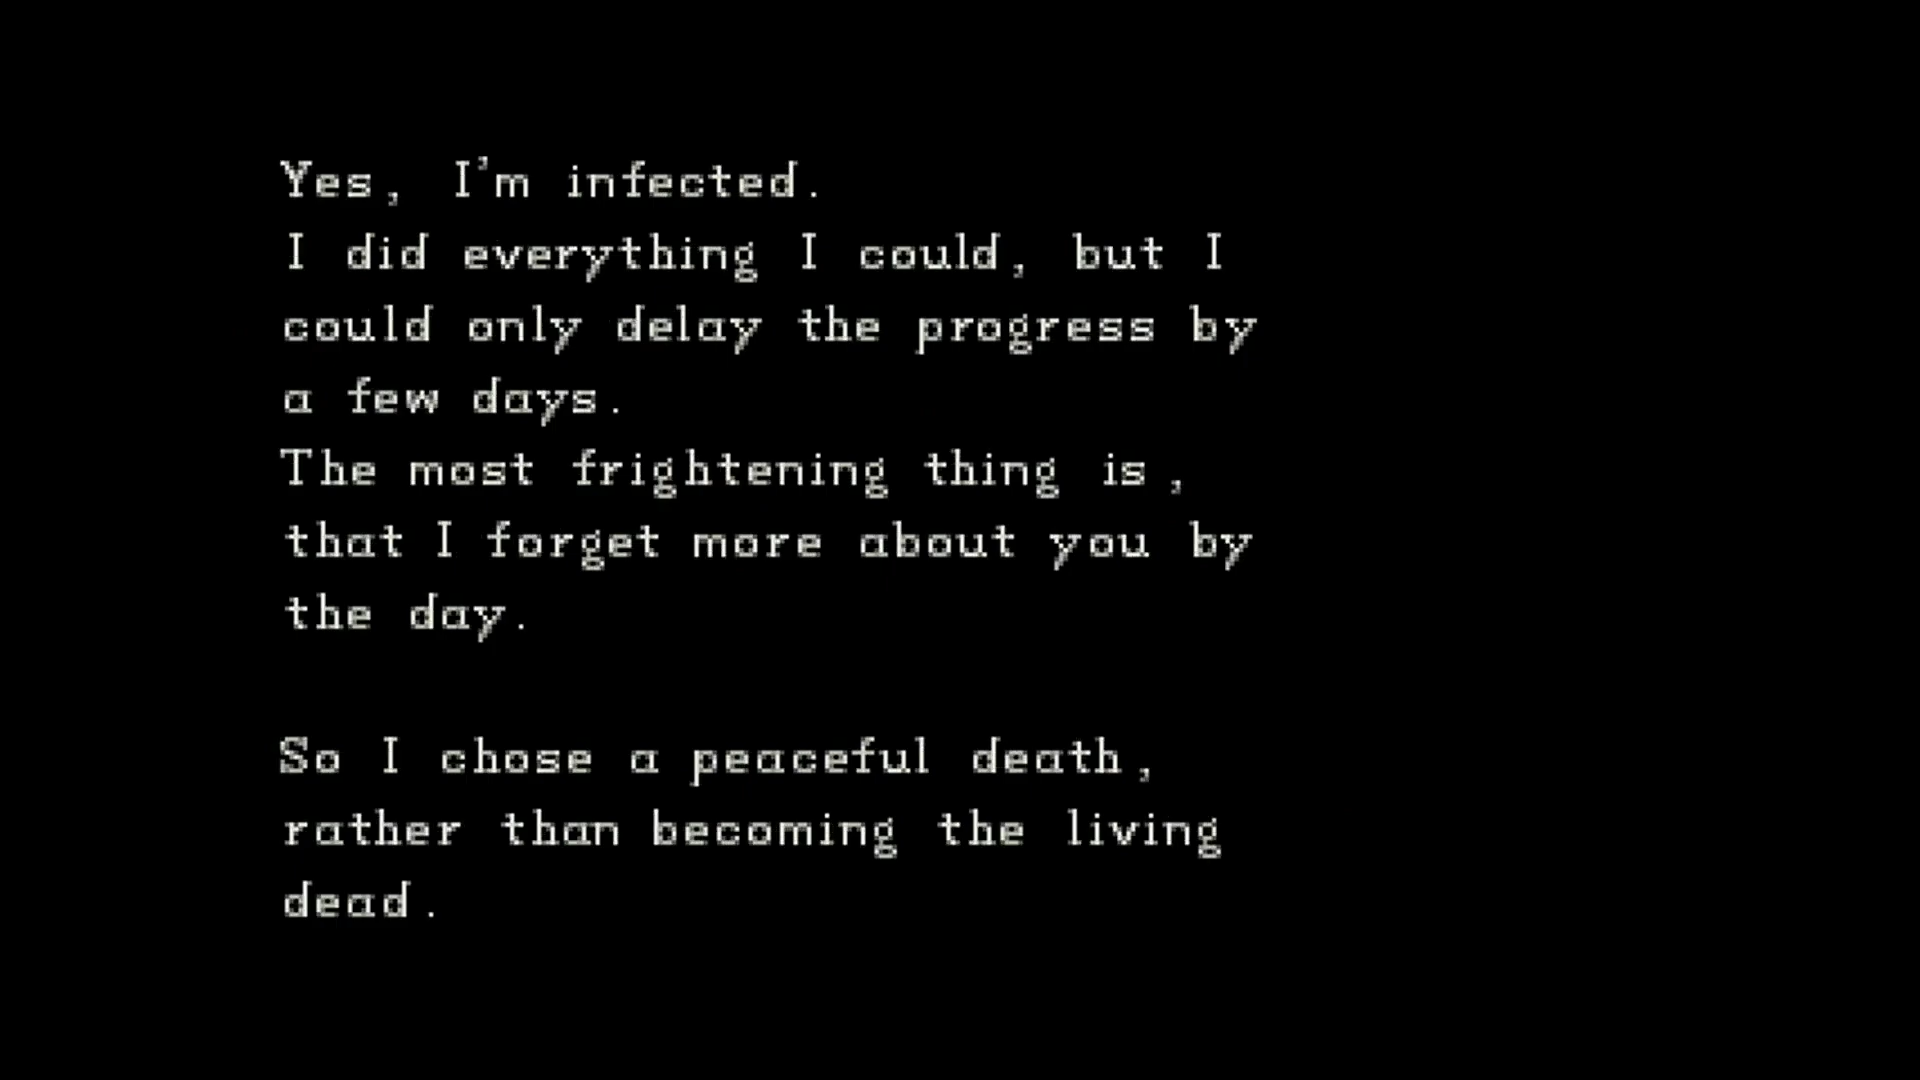 Yes, I'm infected.
I did everything I could, but I
could only delay the progress by
a few days.
The most frightening thing is,
that I forget more about you by
the day.
So I chose a peaceful death,
rather than becoming the living
dead.